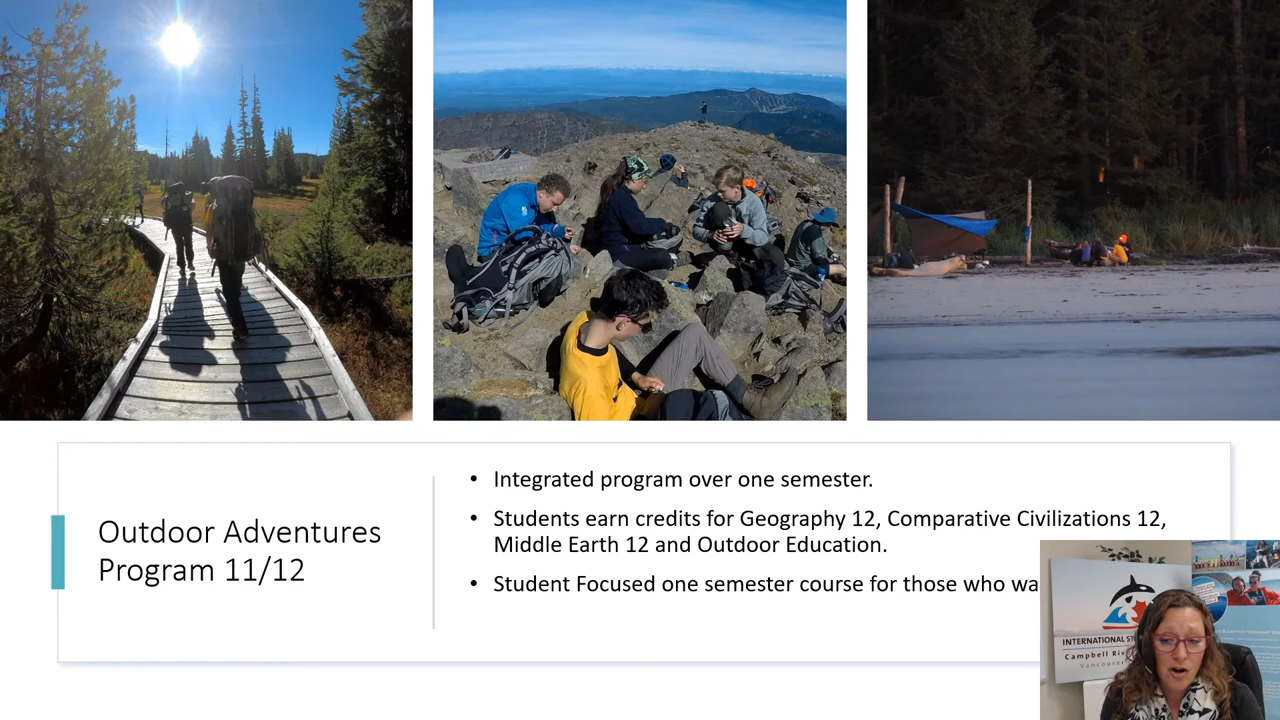 Outdoor Adventures
Program 11/12
• Integrated program over one semester.
• Students earn credits for Geography 12, Comparative Civilizations 12,
Middle Earth 12 and Outdoor Education.
• Student Focused one semester course for those who wa
INTERNATIONAL ST
Campbell Riv
Vancouve